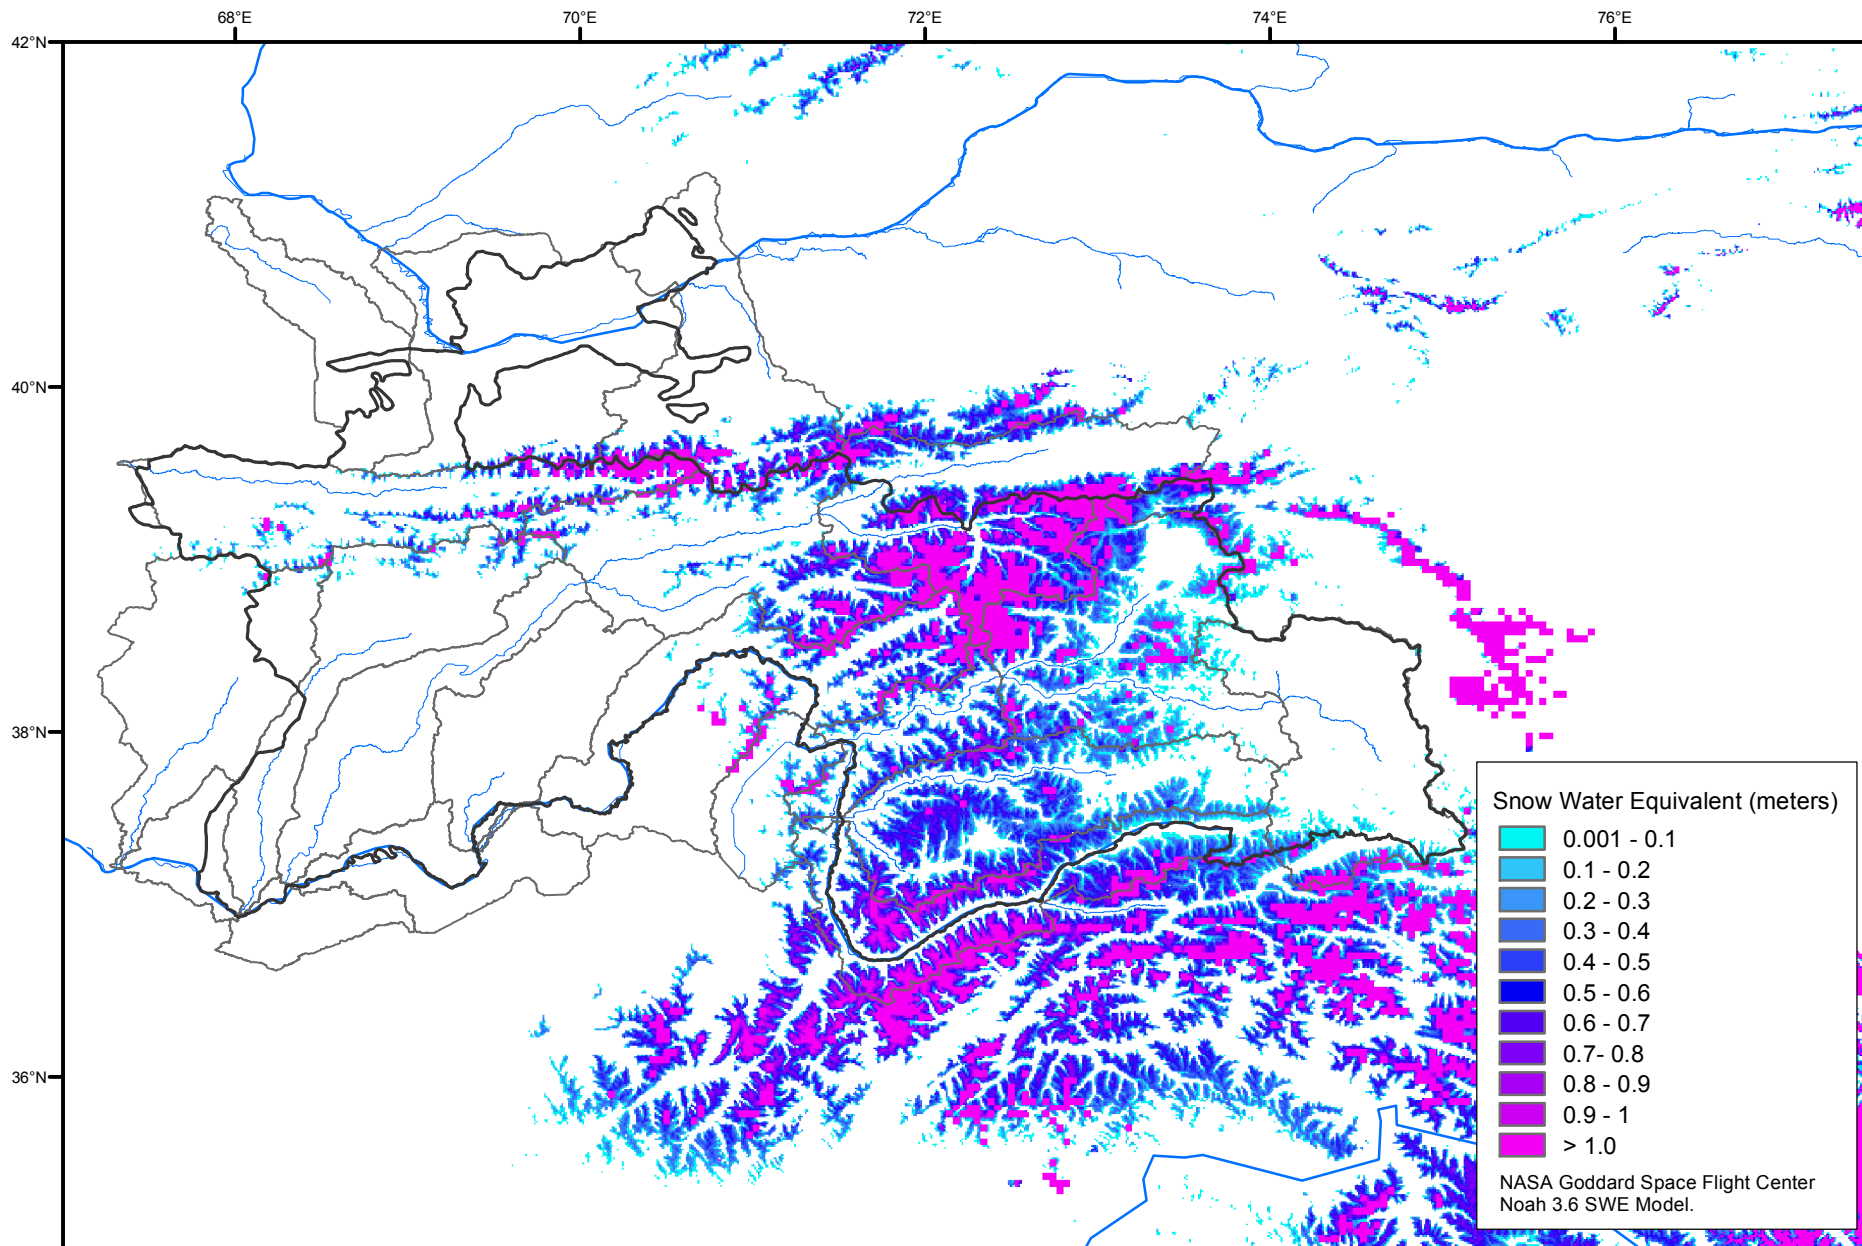 68°E
70°E
72°E
74°E
76°E
42°N
40°N
38°N
36°N
Snow Water Equivalent (meters)
0.001 - 0.1
0.1 - 0.2
0.2 - 0.3
0.3 - 0.4
0.4 - 0.5
0.5 - 0.6
0.6 - 0.7
0.7- 0.8
0.8 - 0.9
0.9 - 1
> 1.0
NASA Goddard Space Flight Center
Noah 3.6 SWE Model.